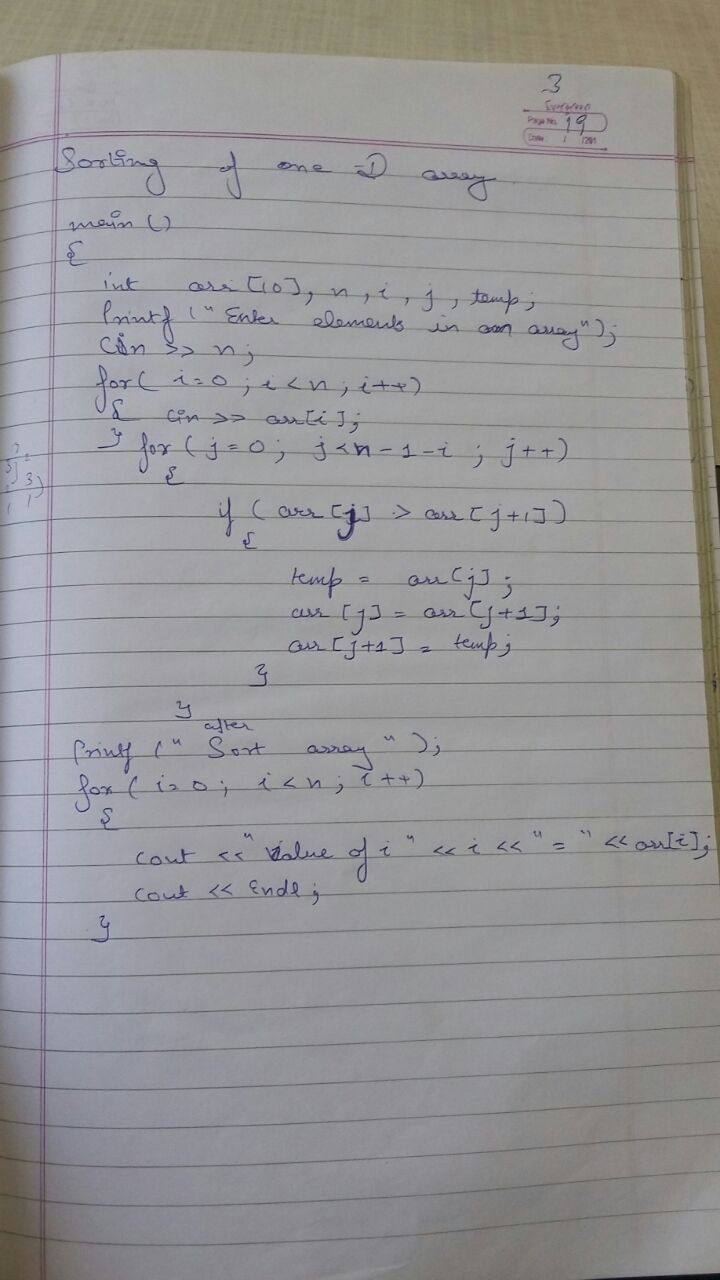 3
Evergreen
Page No. 19
Date: / /201
Sorting of one -D array
main ()
{
int arr [10], n, i, j, temp;
Printf (" Enter elements in an array");
Cin >> n;
for( i=0 ; i<n ; i++)
{ cin >> arr[i];
} for ( j=0 ; j<n-1-i ; j++)
{
if ( arr [j] > arr [j+1])
{
temp = arr [j] ;
arr [j] = arr [j+1];
arr [j+1] = temp;
}
}
after
Printf (" Sort array " );
for ( i=0 ; i<n ; i++)
{
cout <<" Value of i " << i << " = " << arr[i];
cout << Endl ;
}